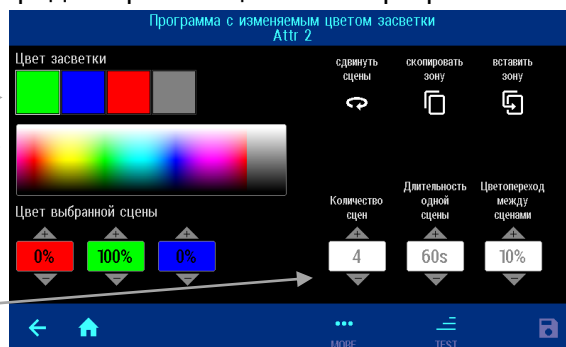 Программа с изменяемым цветом засветки
Attr 2
Цвет засветки
сдвинуть
сцены
скопировать
зону
вставить
зону
Цвет выбранной сцены
Количество
сцен
Длительность
одной
сцены
Цветопереход
между
сценами
+ + + + + +
0% 100% 0% 4 60s 10%
MORE TEST